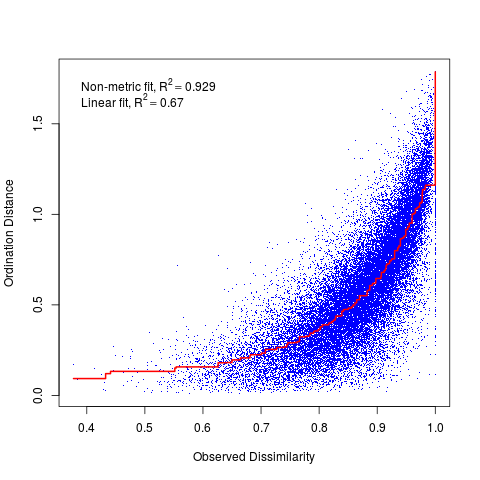 Non-metric fit, R² = 0.929
Linear fit, R² = 0.67
Ordination Distance
0.0
0.5
1.0
1.5
0.4 0.5 0.6 0.7 0.8 0.9 1.0
Observed Dissimilarity